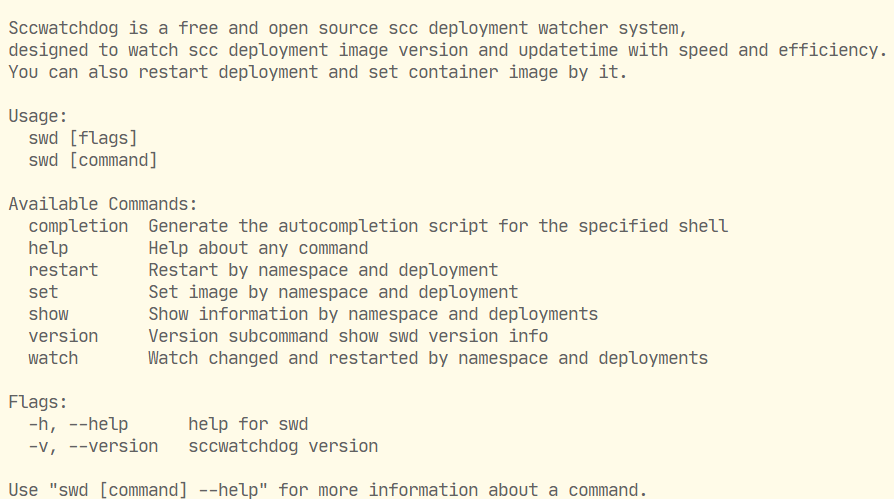 Sccwatchdog is a free and open source scc deployment watcher system,
designed to watch scc deployment image version and updatetime with speed and efficiency.
You can also restart deployment and set container image by it.

Usage:
  swd [flags]
  swd [command]

Available Commands:
  completion  Generate the autocompletion script for the specified shell
  help        Help about any command
  restart     Restart by namespace and deployment
  set         Set image by namespace and deployment
  show        Show information by namespace and deployments
  version     Version subcommand show swd version info
  watch       Watch changed and restarted by namespace and deployments

Flags:
  -h, --help      help for swd
  -v, --version   sccwatchdog version

Use "swd [command] --help" for more information about a command.